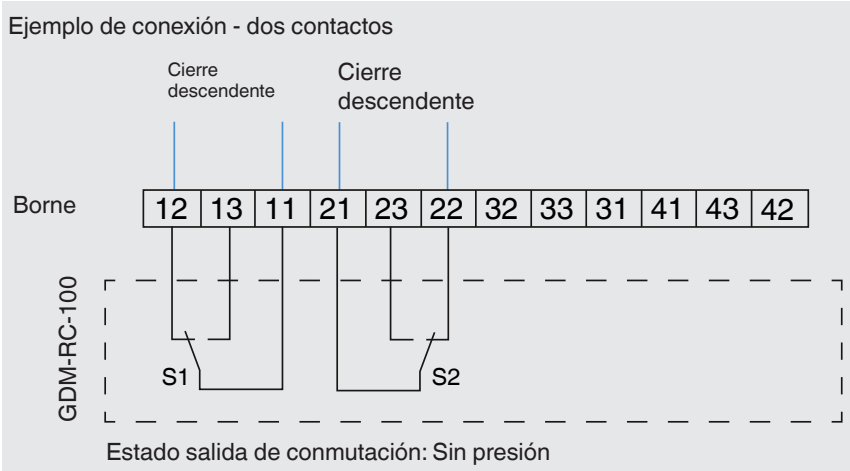 Ejemplo de conexión - dos contactos
Cierre
descendente
Cierre
descendente
Borne
12 13 11 21 23 22 32 33 31 41 43 42
GDM-RC-100
S1
S2
Estado salida de conmutación: Sin presión